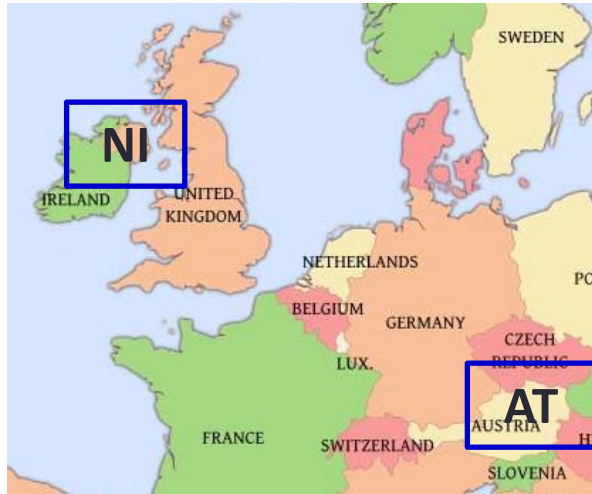 SWEDEN
NI
IRELAND
UNITED
KINGDOM
NETHERLANDS
PO
BELGIUM
GERMANY
CZECH
REPUBLIC
LUX.
AT
AUSTRIA
FRANCE
SWITZERLAND
H
SLOVENIA